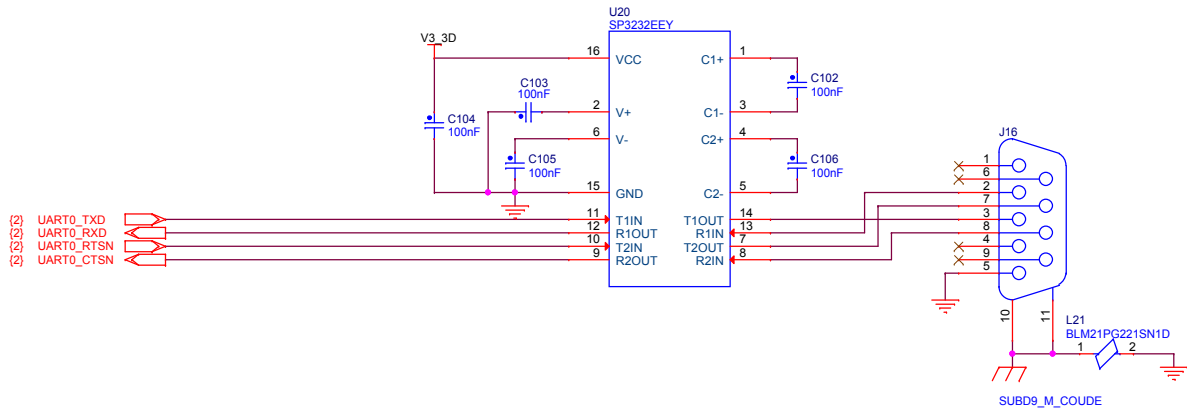 U20
SP3232EEY
V3_3D
16 VCC C1+ 1
C103
100nF
C102
100nF
2 V+ C1- 3
C104
100nF
6 V- C2+ 4
J16
C105
100nF
C106
100nF
1
6
15 GND C2- 5
2
7
{2} UART0_TXD 11 T1IN T1OUT 14
3
{2} UART0_RXD 12 R1OUT R1IN 13
8
{2} UART0_RTSN 10 T2IN T2OUT 7
4
{2} UART0_CTSN 9 R2OUT R2IN 8
9
5
10
11
L21
BLM21PG221SN1D
1 2
SUBD9_M_COUDE